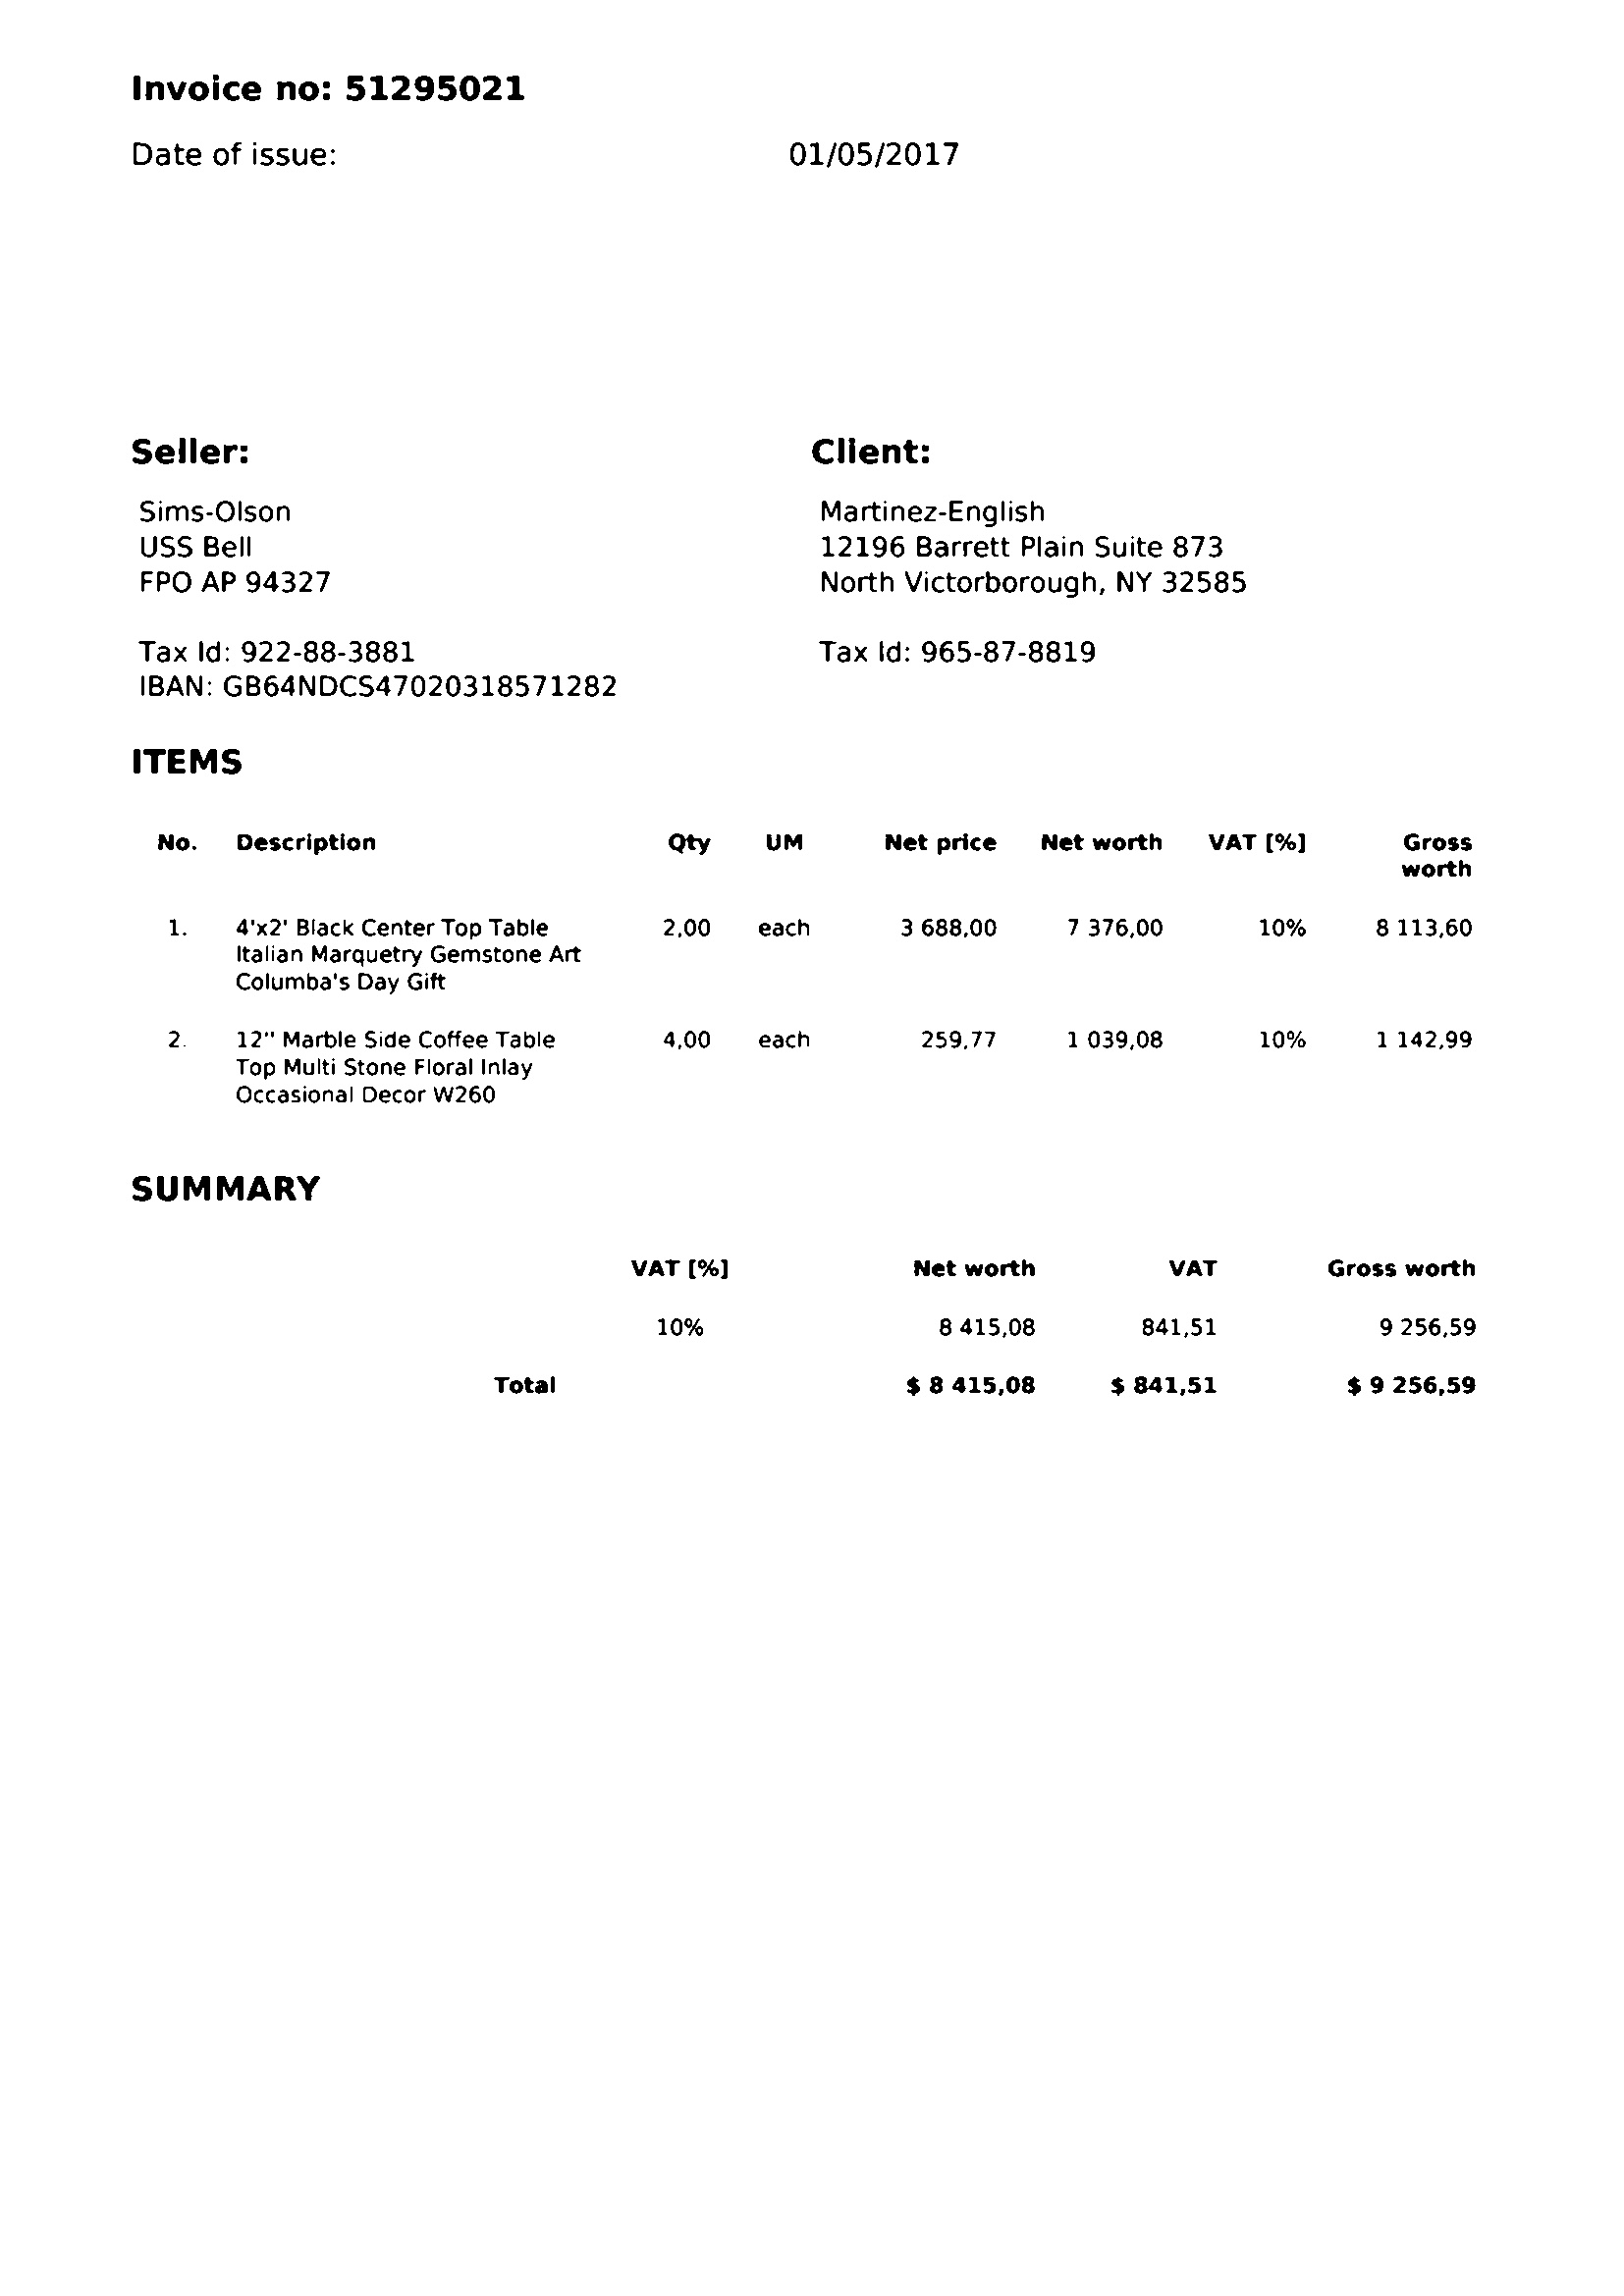 Invoice no: 51295021
Date of issue: 01/05/2017
Seller: Client:
Sims-Olson Martinez-English
USS Bell 12196 Barrett Plain Suite 873
FPO AP 94327 North Victorborough, NY 32585
Tax Id: 922-88-3881 Tax Id: 965-87-8819
IBAN: GB64NDCS47020318571282
ITEMS
No. Description Qty UM Net price Net worth VAT [%] Gross
worth
1. 4'x2' Black Center Top Table 2,00 each 3 688,00 7 376,00 10% 8 113,60
Italian Marquetry Gemstone Art
Columba's Day Gift
2. 12" Marble Side Coffee Table 4,00 each 259,77 1 039,08 10% 1 142,99
Top Multi Stone Floral Inlay
Occasional Decor W260
SUMMARY
VAT [%] Net worth VAT Gross worth
10% 8 415,08 841,51 9 256,59
Total $ 8 415,08 $ 841,51 $ 9 256,59